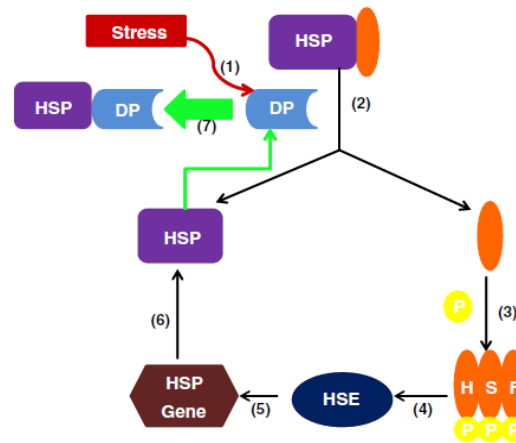 Stress
HSP
(1)
(2)
HSP
DP
(7)
DP
HSP
P
(3)
(6)
H S F
HSP
Gene
(5)
HSE
(4)
P P P